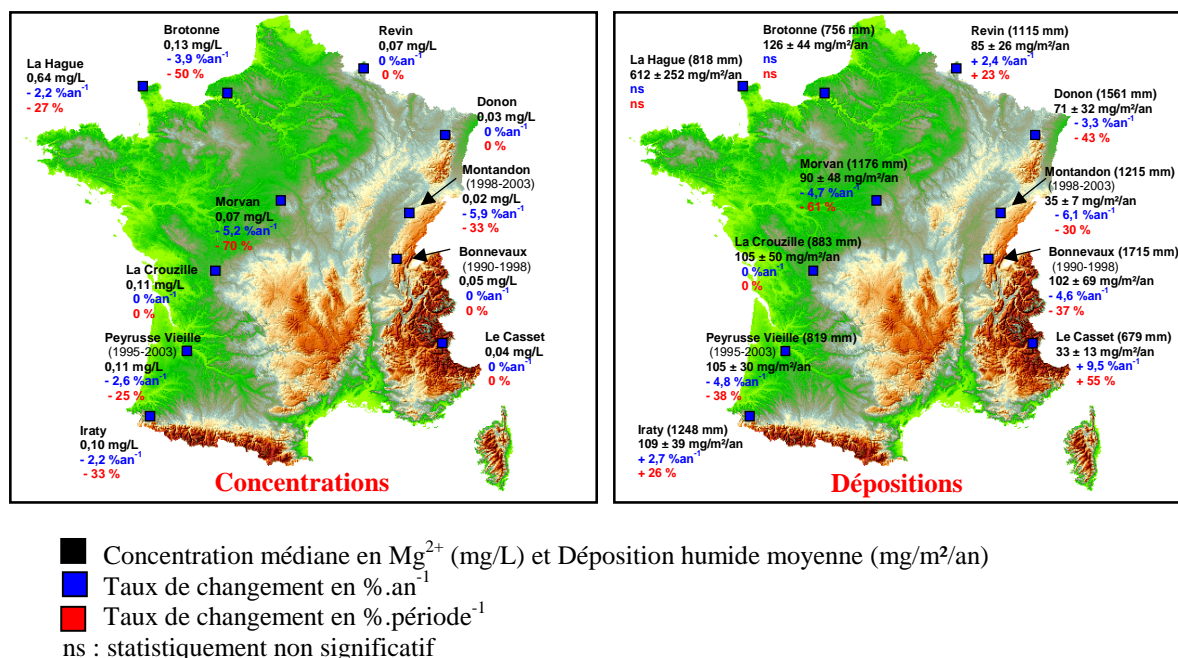 Brotonne
0,13 mg/L
- 3,9 %an-1
- 50 %
Revin
0,07 mg/L
0 %an-1
0 %
La Hague
0,64 mg/L
- 2,2 %an-1
- 27 %
Donon
0,03 mg/L
0 %an-1
0 %
Montandon
(1998-2003)
0,02 mg/L
- 5,9 %an-1
- 33 %
Morvan
0,07 mg/L
- 5,2 %an-1
- 70 %
Bonnevaux
(1990-1998)
0,05 mg/L
0 %an-1
0 %
La Crouzille
0,11 mg/L
0 %an-1
0 %
Peyrusse Vieille
(1995-2003)
0,11 mg/L
- 2,6 %an-1
- 25 %
Le Casset
0,04 mg/L
0 %an-1
0 %
Iraty
0,10 mg/L
- 2,2 %an-1
- 33 %
Concentrations
Brotonne (756 mm)
126 ± 44 mg/m²/an
ns
ns
Revin (1115 mm)
85 ± 26 mg/m²/an
+ 2,4 %an-1
+ 23 %
La Hague (818 mm)
612 ± 252 mg/m²/an
ns
ns
Donon (1561 mm)
71 ± 32 mg/m²/an
- 3,3 %an-1
- 43 %
Morvan (1176 mm)
90 ± 48 mg/m²/an
- 4,7 %an-1
- 61 %
Montandon (1215 mm)
(1998-2003)
35 ± 7 mg/m²/an
- 6,1 %an-1
- 30 %
La Crouzille (883 mm)
105 ± 50 mg/m²/an
0 %an-1
0 %
Bonnevaux (1715 mm)
(1990-1998)
102 ± 69 mg/m²/an
- 4,6 %an-1
- 37 %
Peyrusse Vieille (819 mm)
(1995-2003)
105 ± 30 mg/m²/an
- 4,8 %an-1
- 38 %
Le Casset (679 mm)
33 ± 13 mg/m²/an
+ 9,5 %an-1
+ 55 %
Iraty (1248 mm)
109 ± 39 mg/m²/an
+ 2,7 %an-1
+ 26 %
Dépositions
Concentration médiane en Mg2+ (mg/L) et Déposition humide moyenne (mg/m²/an)
Taux de changement en %.an-1
Taux de changement en %.période-1
ns : statistiquement non significatif